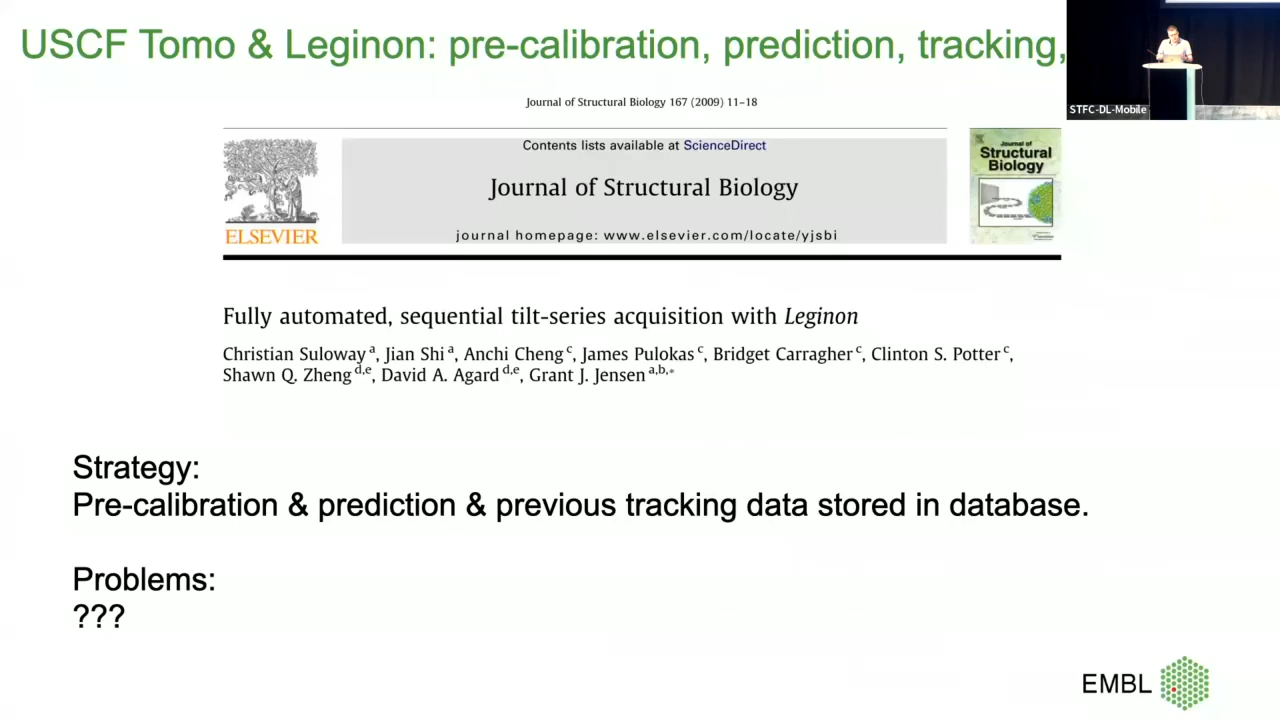 USCF Tomo & Leginon: pre-calibration, prediction, tracking,
STFC-DL-Mobile
Journal of Structural Biology 167 (2009) 11–18
Contents lists available at ScienceDirect
Journal of Structural Biology
journal homepage: www.elsevier.com/locate/yjsbi
ELSEVIER
Journal of
Structural
Biology
Fully automated, sequential tilt-series acquisition with Leginon
Christian Suloway a, Jian Shi a, Anchi Cheng c, James Pulokas c, Bridget Carragher c, Clinton S. Potter c,
Shawn Q. Zheng d,e, David A. Agard d,e, Grant J. Jensen a,b,*
Strategy:
Pre-calibration & prediction & previous tracking data stored in database.
Problems:
???
EMBL